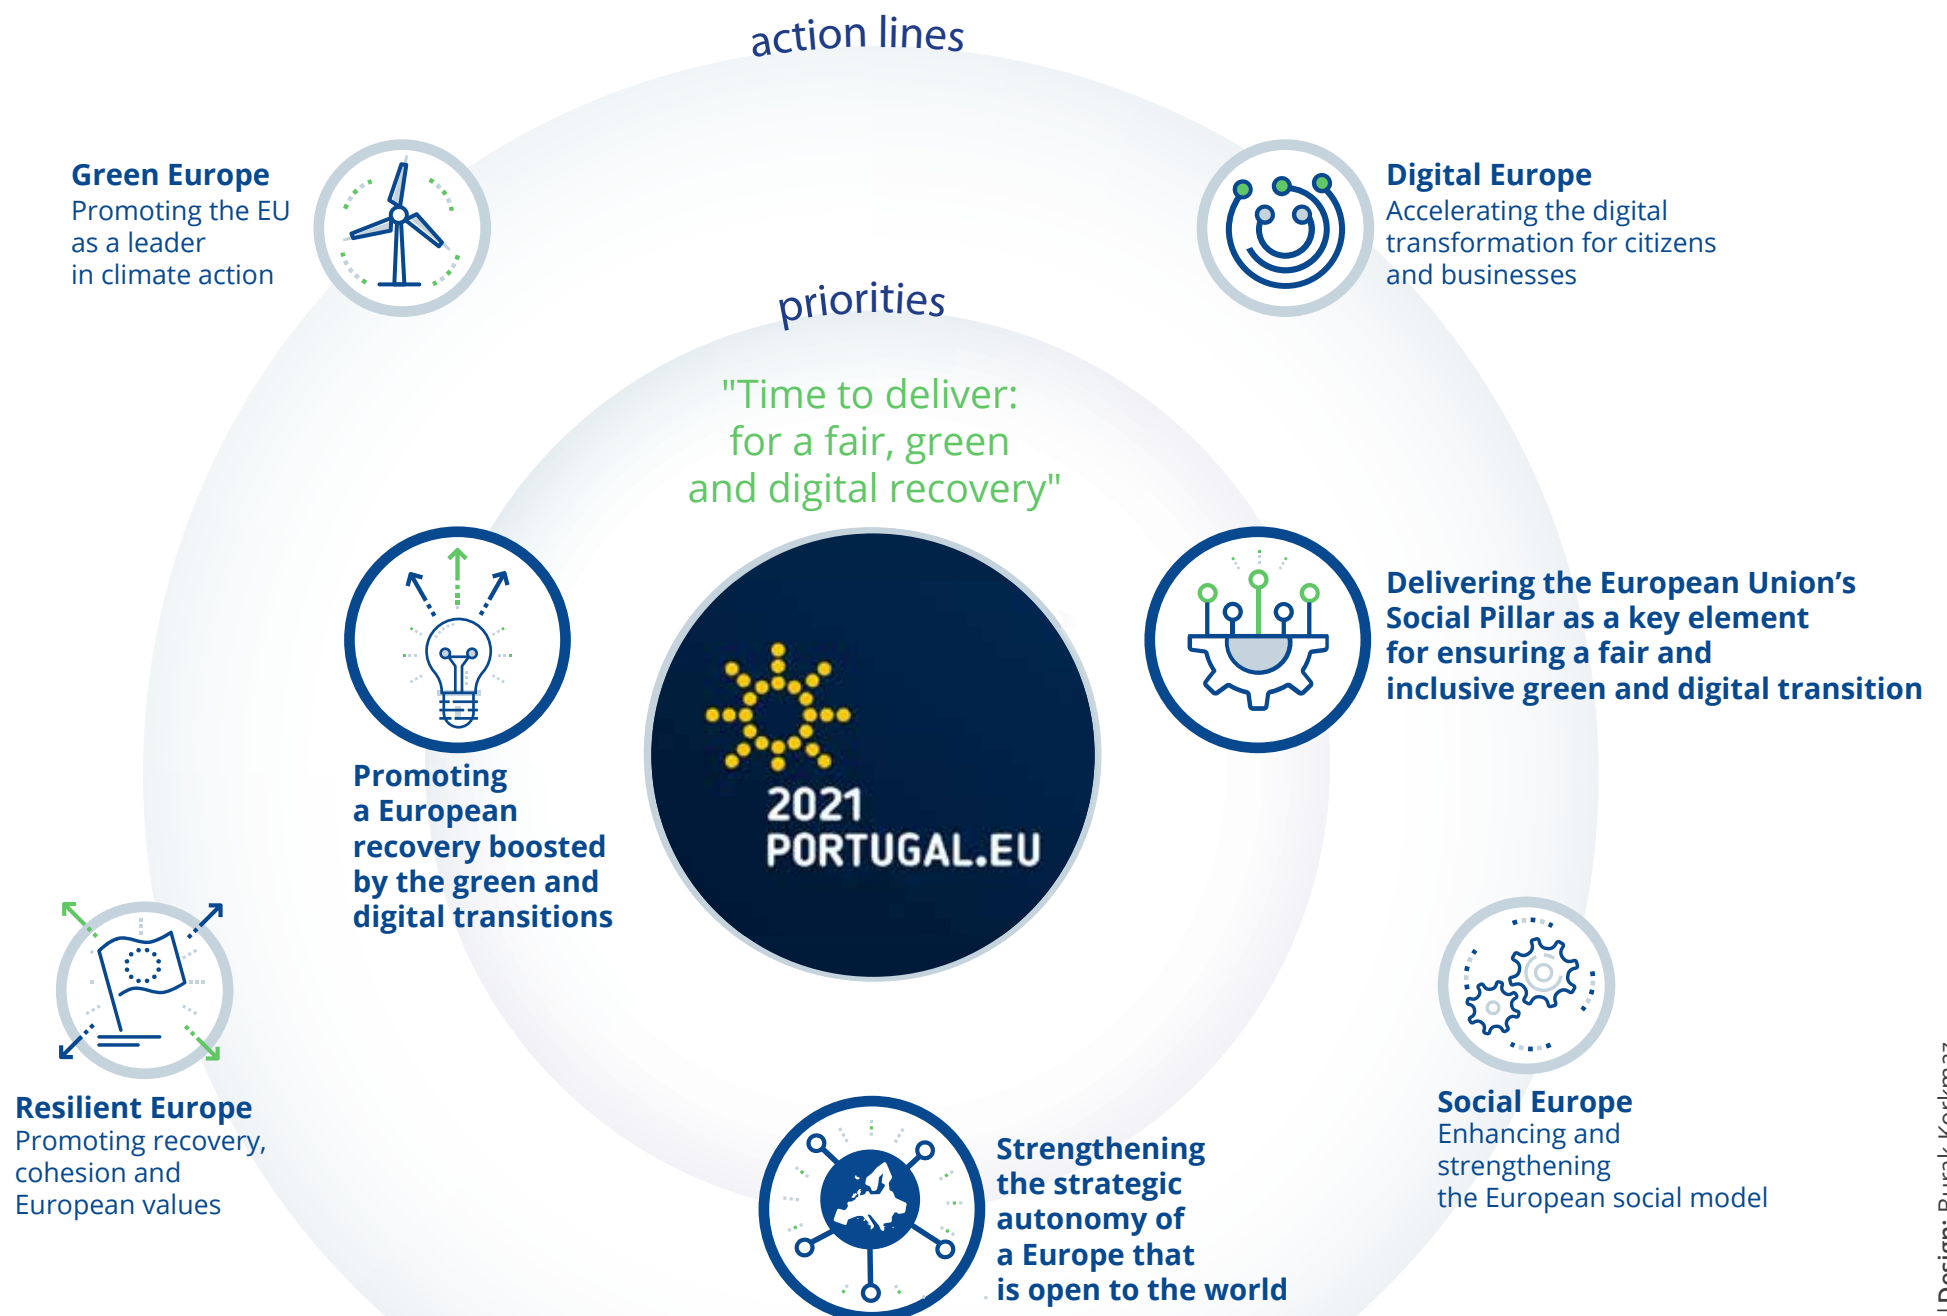 action lines
Green Europe
Promoting the EU
as a leader
in climate action
Digital Europe
Accelerating the digital
transformation for citizens
and businesses
priorities
"Time to deliver:
for a fair, green
and digital recovery"
Promoting
a European
recovery boosted
by the green and
digital transitions
2021
PORTUGAL.EU
Delivering the European Union’s
Social Pillar as a key element
for ensuring a fair and
inclusive green and digital transition
Resilient Europe
Promoting recovery,
cohesion and
European values
Strengthening
the strategic
autonomy of
a Europe that
is open to the world
Social Europe
Enhancing and
strengthening
the European social model
| Design: Burak Korkmaz